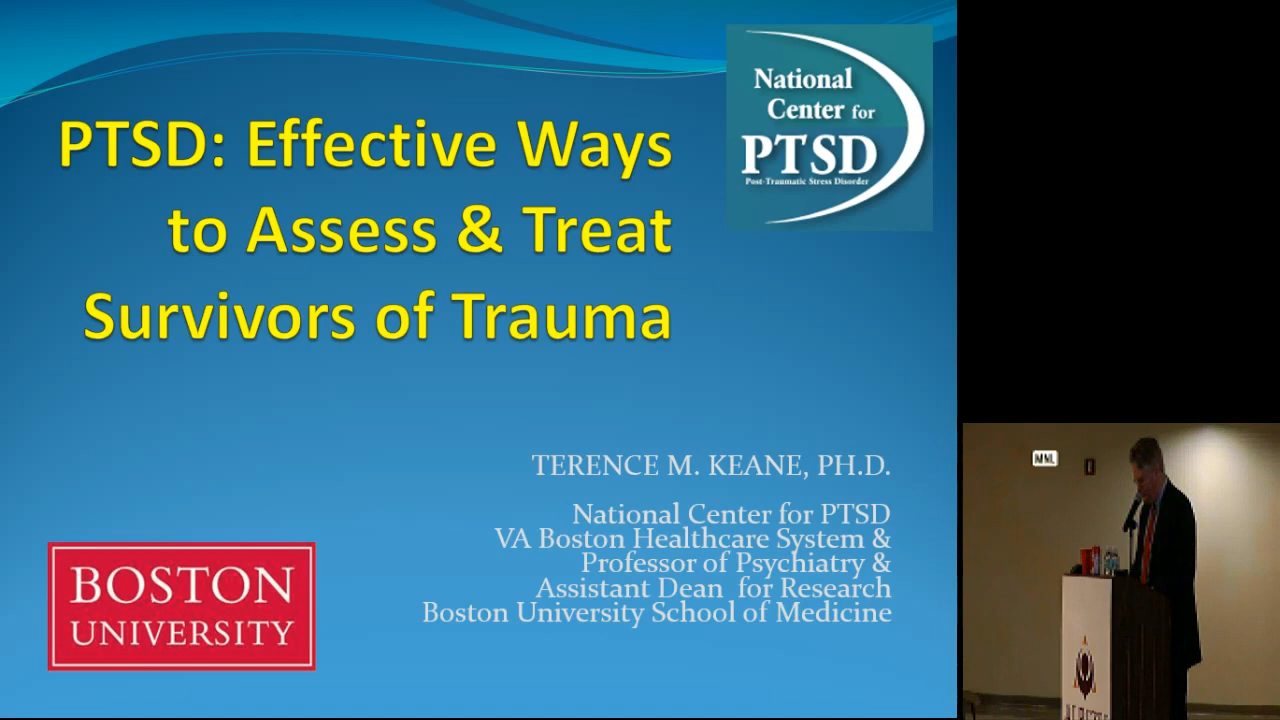 PTSD: Effective Ways
to Assess & Treat
Survivors of Trauma
National
Center for
PTSD
Post-Traumatic Stress Disorder
TERENCE M. KEANE, PH.D.
National Center for PTSD
VA Boston Healthcare System &
Professor of Psychiatry &
Assistant Dean for Research
Boston University School of Medicine
BOSTON
UNIVERSITY